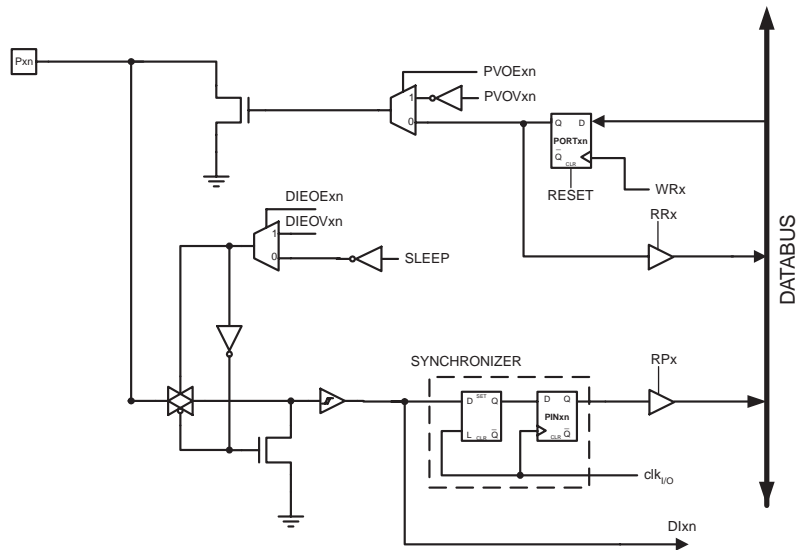 Pxn
PVOExn
PVOVxn
1
0
Q D
PORTxn
Q
CLR
RESET
WRx
RRx
DIEOExn
DIEOVxn
1
0
SLEEP
DATABUS
SYNCHRONIZER
RPx
D SET Q
L CLR Q
D Q
PINxn
CLR Q
clk I/O
DIxn